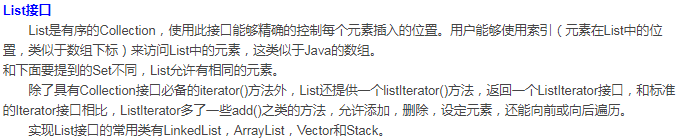 List接口
List是有序的Collection，使用此接口能够精确的控制每个元素插入的位置。用户能够使用索引（元素在List中的位
置，类似于数组下标）来访问List中的元素，这类似于Java的数组。
和下面要提到的Set不同，List允许有相同的元素。
除了具有Collection接口必备的iterator()方法外，List还提供一个listIterator()方法，返回一个ListIterator接口，和标准
的Iterator接口相比，ListIterator多了一些add()之类的方法，允许添加，删除，设定元素，还能向前或向后遍历。
实现List接口的常用类有LinkedList，ArrayList，Vector和Stack。